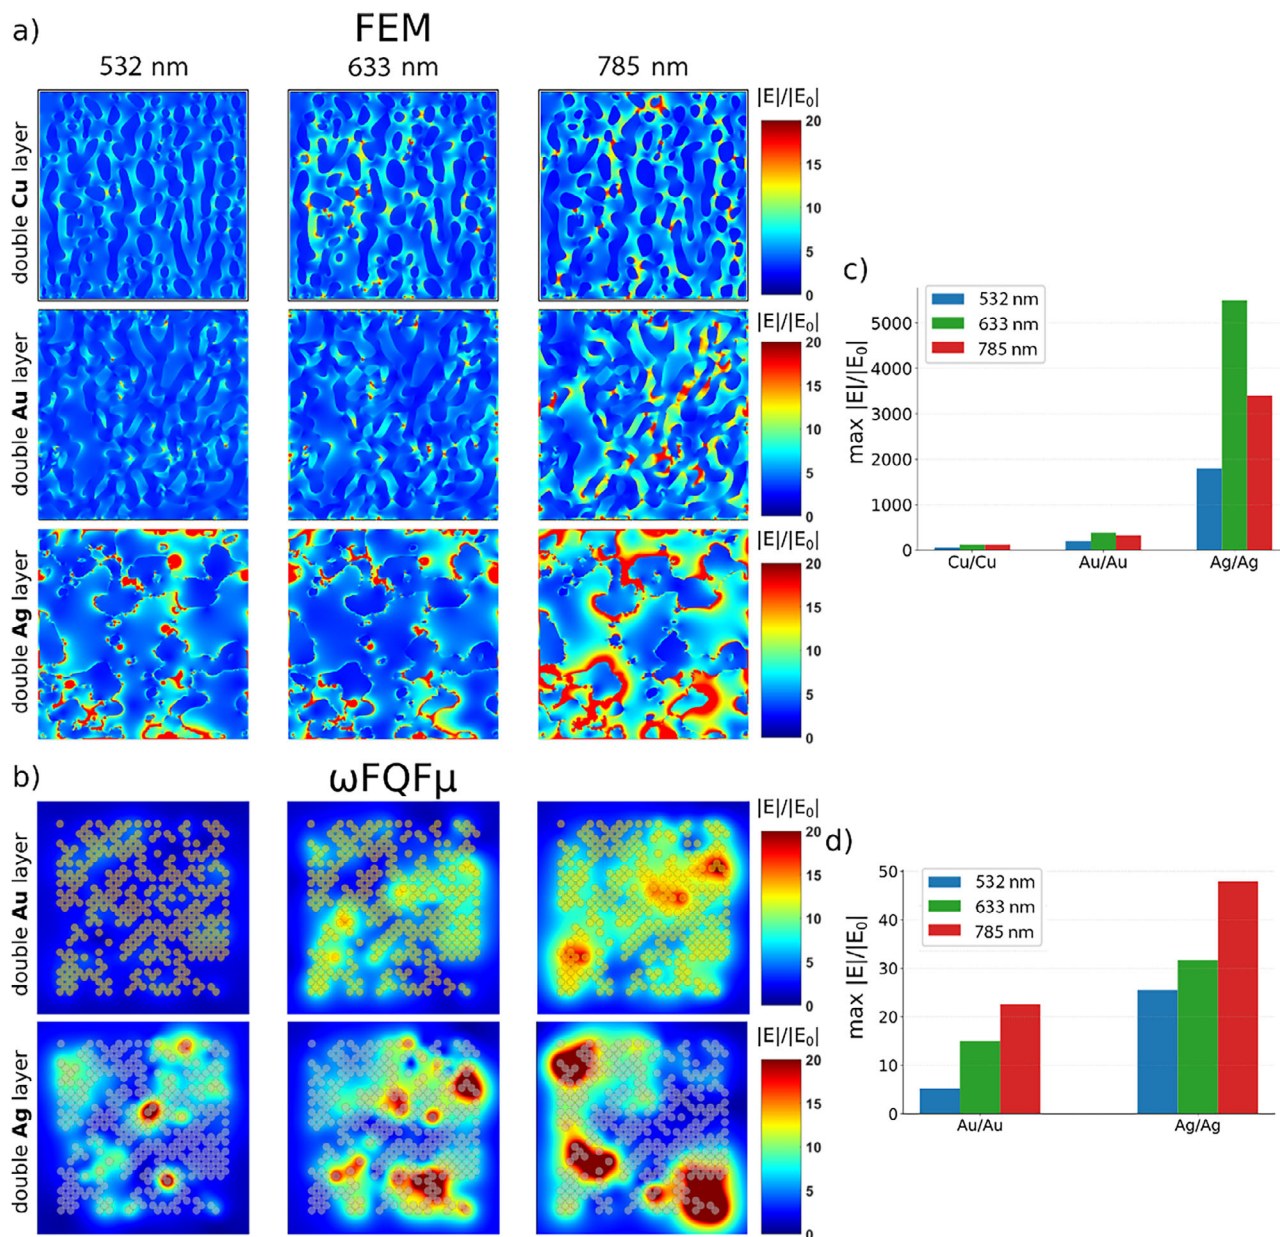 a)
FEM
532 nm
633 nm
785 nm
double Cu layer
|E|/|E₀|
20
15
10
5
0
double Au layer
|E|/|E₀|
20
15
10
5
0
double Ag layer
|E|/|E₀|
20
15
10
5
0
c)
532 nm
633 nm
785 nm
max |E|/|E₀|
5000
4000
3000
2000
1000
0
Cu/Cu
Au/Au
Ag/Ag
b)
ωFQFμ
double Au layer
|E|/|E₀|
20
15
10
5
0
double Ag layer
|E|/|E₀|
20
15
10
5
0
d)
532 nm
633 nm
785 nm
max |E|/|E₀|
50
40
30
20
10
0
Au/Au
Ag/Ag